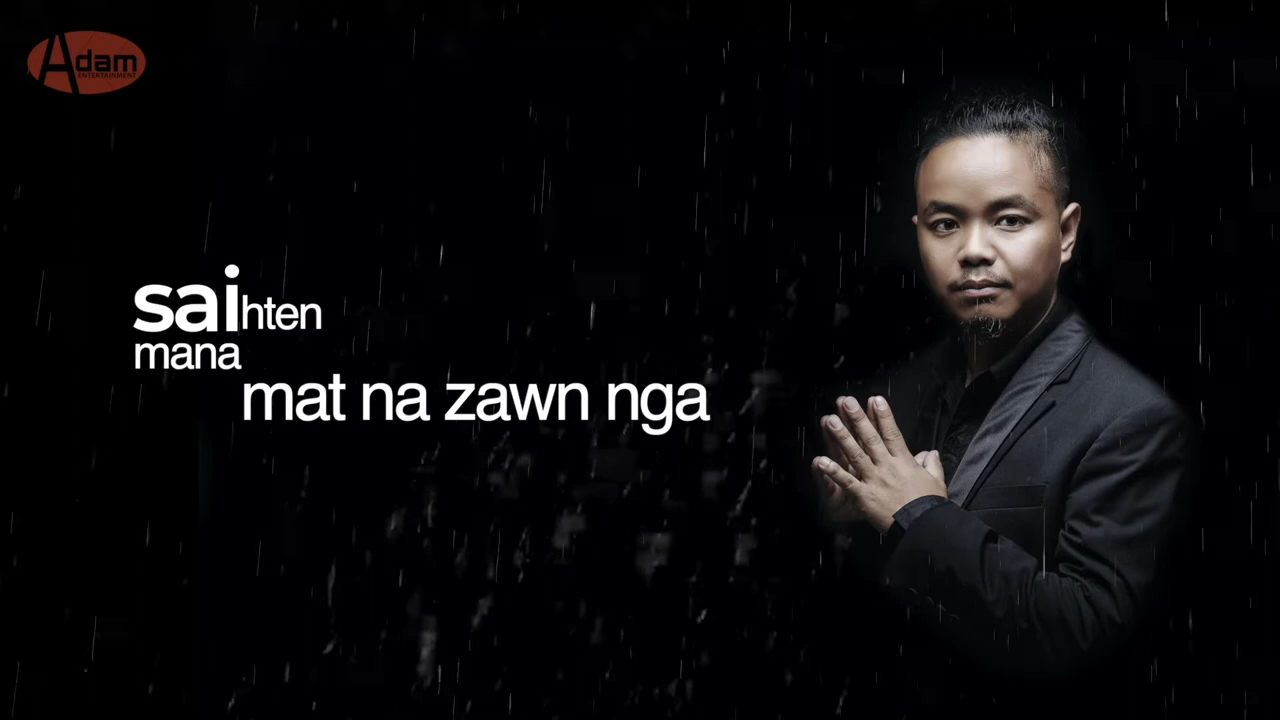 Adam
ENTERTAINMENT
saihten
mana
mat na zawn nga